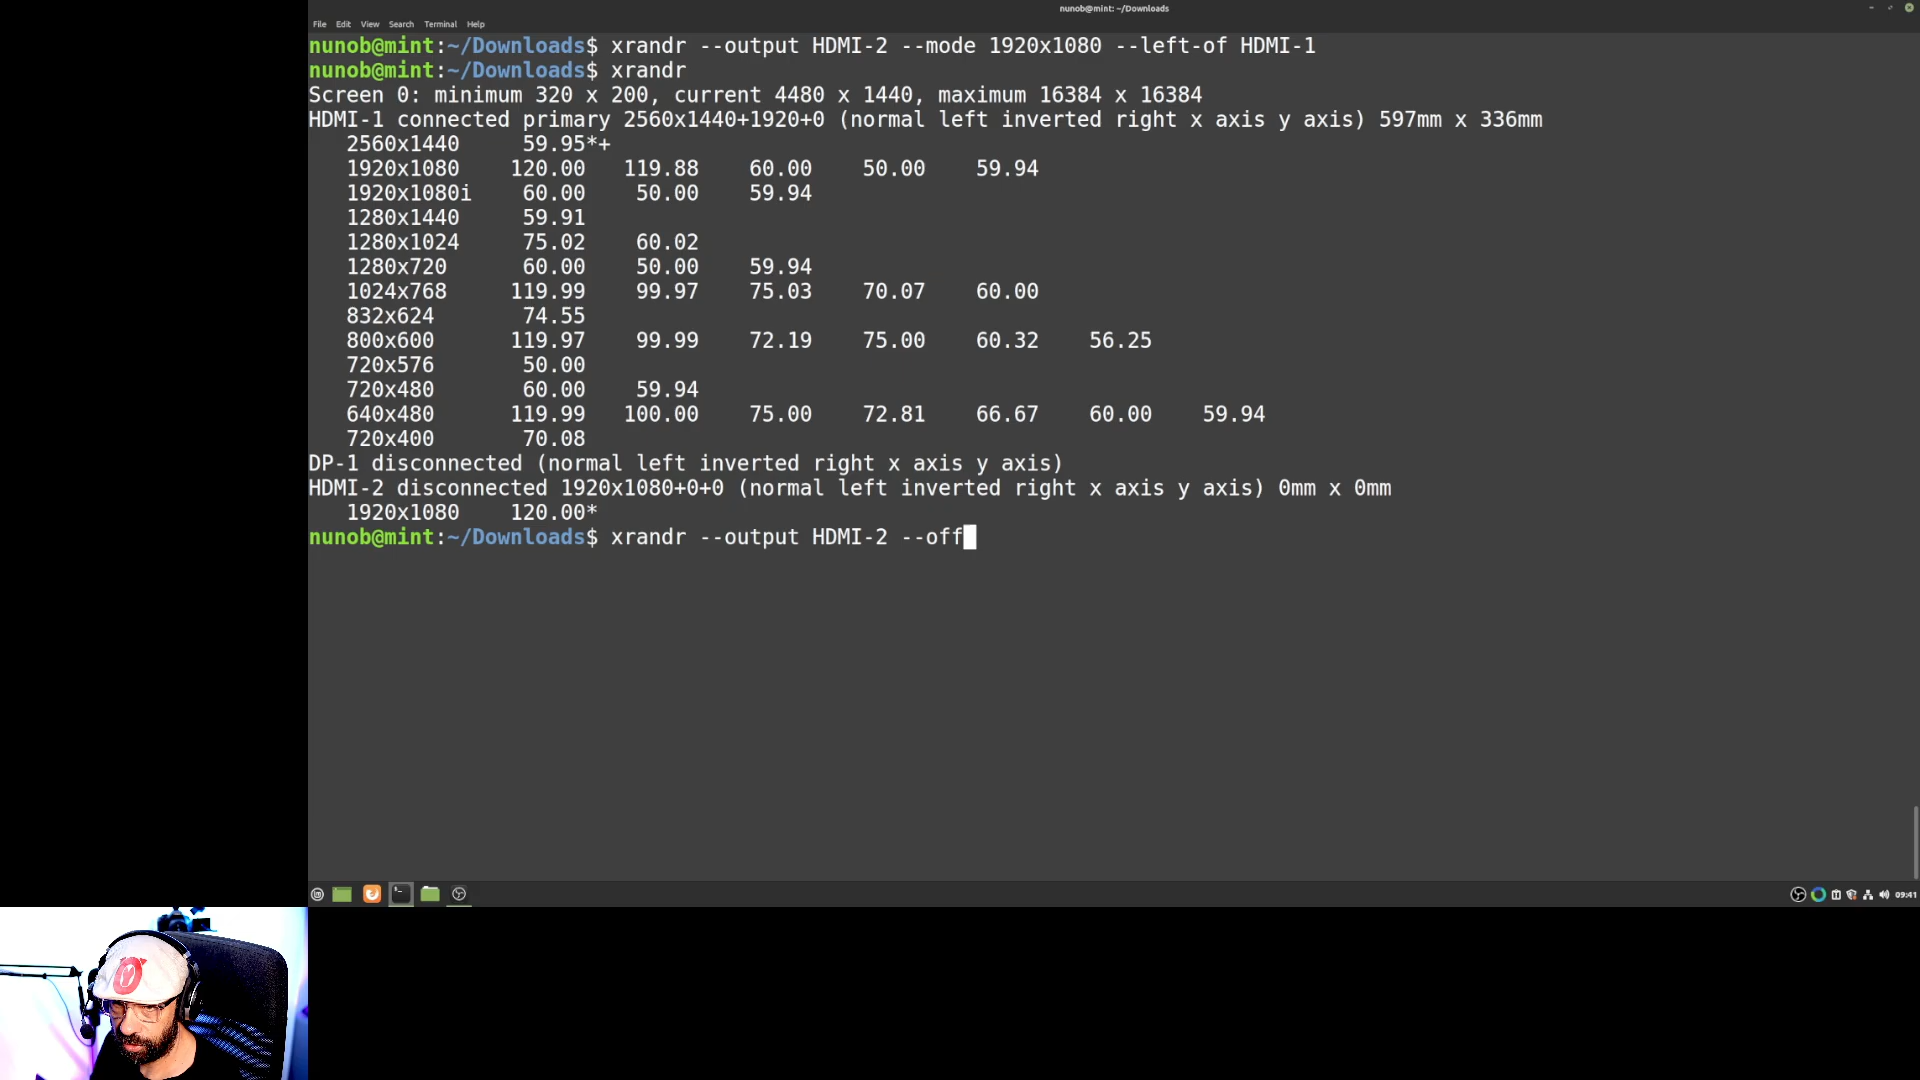 nunob@mint: ~/Downloads
File Edit View Search Terminal Help
nunob@mint:~/Downloads$ xrandr --output HDMI-2 --mode 1920x1080 --left-of HDMI-1
nunob@mint:~/Downloads$ xrandr
Screen 0: minimum 320 x 200, current 4480 x 1440, maximum 16384 x 16384
HDMI-1 connected primary 2560x1440+1920+0 (normal left inverted right x axis y axis) 597mm x 336mm
2560x1440 59.95*+
1920x1080 120.00 119.88 60.00 50.00 59.94
1920x1080i 60.00 50.00 59.94
1280x1440 59.91
1280x1024 75.02 60.02
1280x720 60.00 50.00 59.94
1024x768 119.99 99.97 75.03 70.07 60.00
832x624 74.55
800x600 119.97 99.99 72.19 75.00 60.32 56.25
720x576 50.00
720x480 60.00 59.94
640x480 119.99 100.00 75.00 72.81 66.67 60.00 59.94
720x400 70.08
DP-1 disconnected (normal left inverted right x axis y axis)
HDMI-2 disconnected 1920x1080+0+0 (normal left inverted right x axis y axis) 0mm x 0mm
1920x1080 120.00*
nunob@mint:~/Downloads$ xrandr --output HDMI-2 --off
09:41